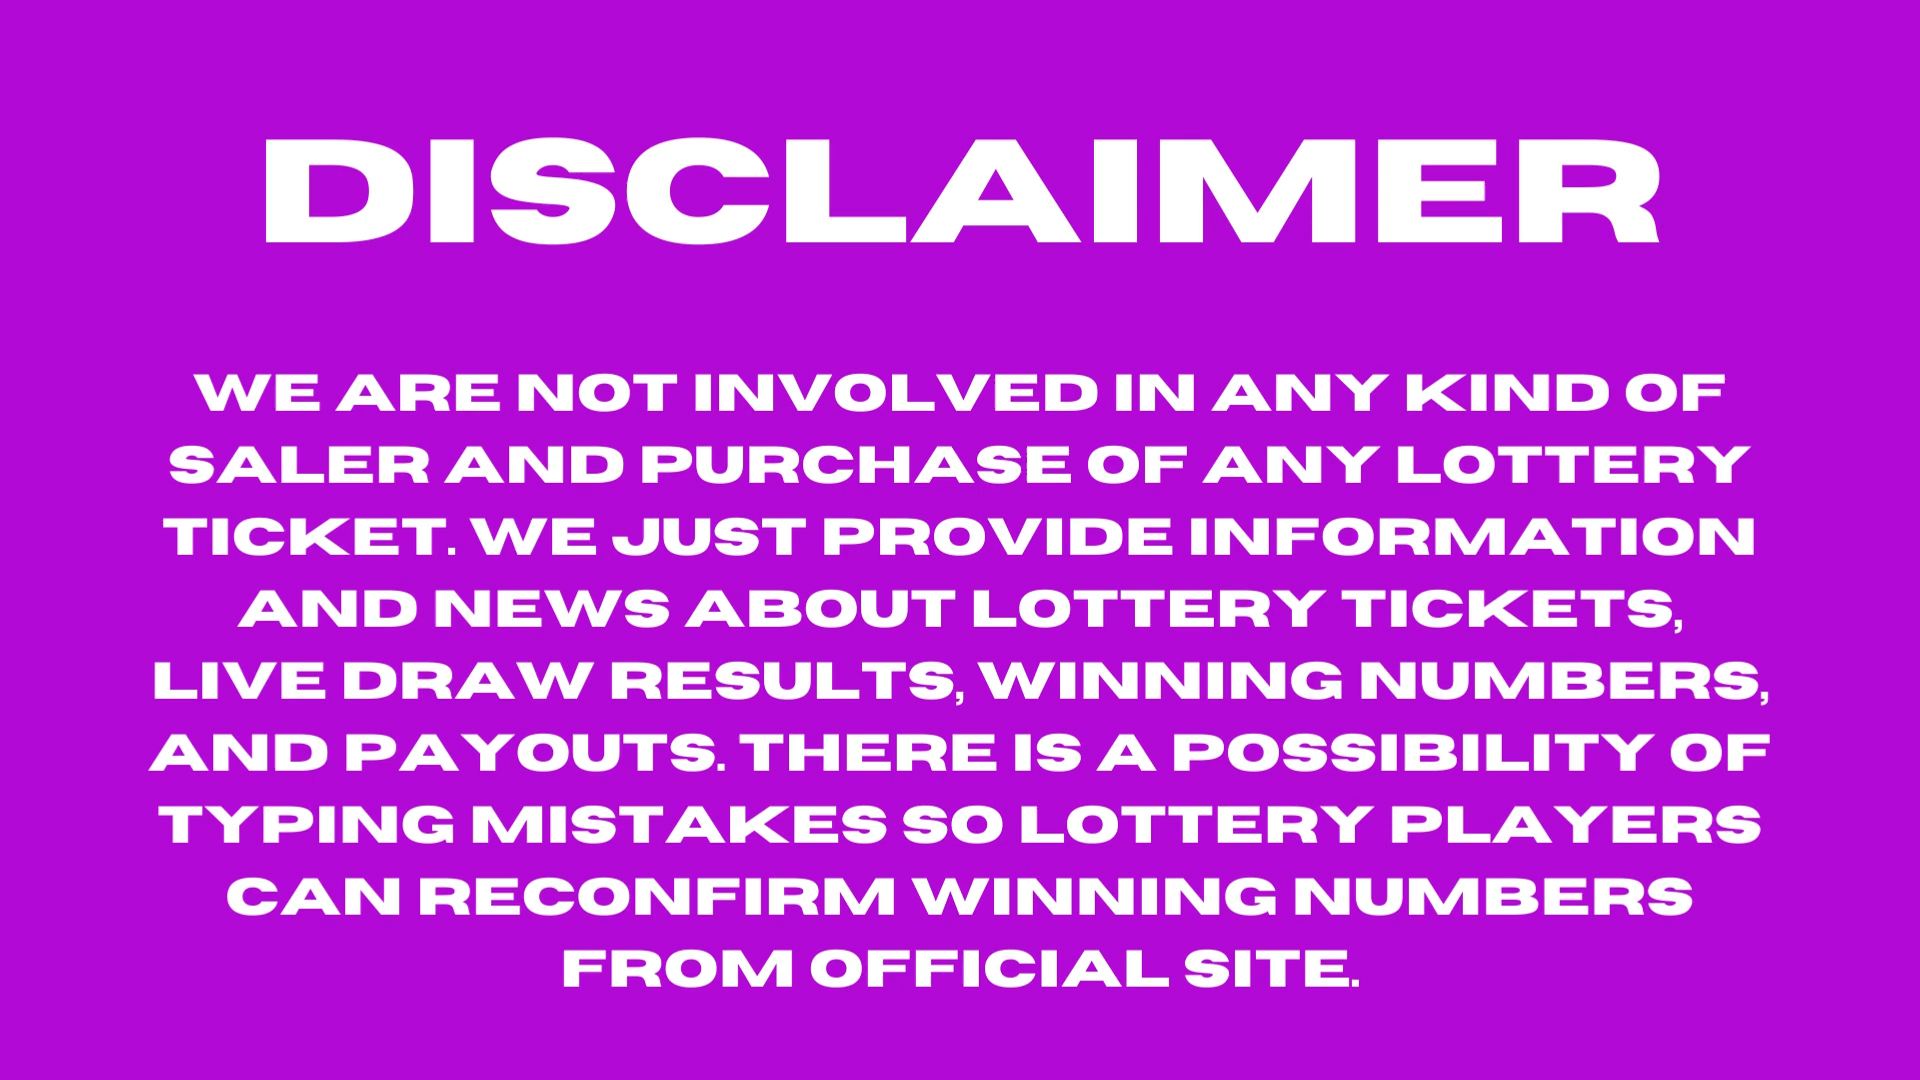 DISCLAIMER
WE ARE NOT INVOLVED IN ANY KIND OF
SALER AND PURCHASE OF ANY LOTTERY
TICKET. WE JUST PROVIDE INFORMATION
AND NEWS ABOUT LOTTERY TICKETS,
LIVE DRAW RESULTS, WINNING NUMBERS,
AND PAYOUTS. THERE IS A POSSIBILITY OF
TYPING MISTAKES SO LOTTERY PLAYERS
CAN RECONFIRM WINNING NUMBERS
FROM OFFICIAL SITE.